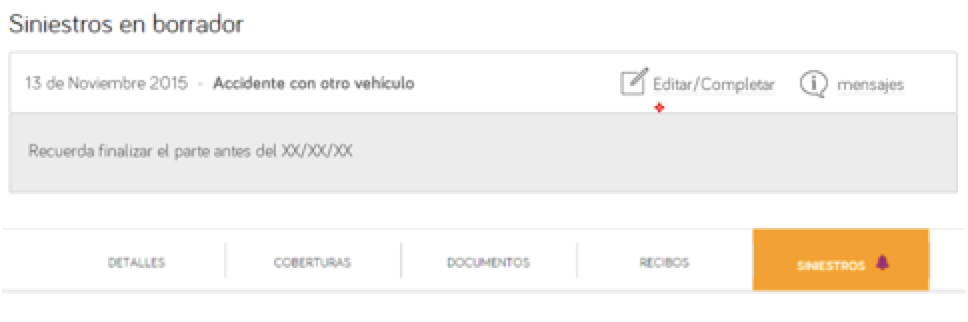 Siniestros en borrador
13 de Noviembre 2015 - Accidente con otro vehículo Editar/Completar mensajes
Recuerda finalizar el parte antes del XX/XX/XX
DETALLES COBERTURAS DOCUMENTOS RECIBOS SINIESTROS